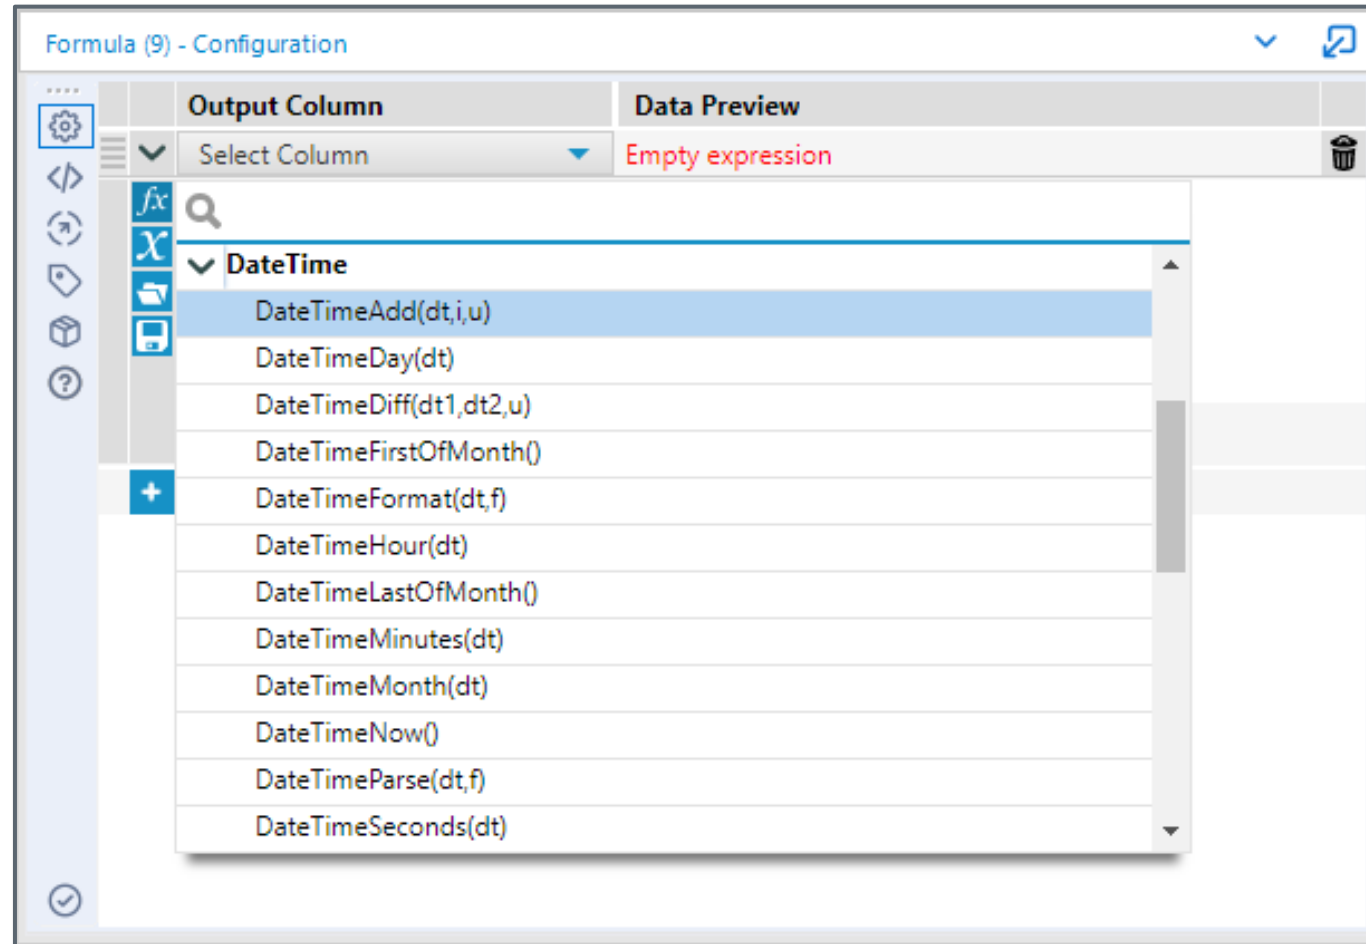 Formula (9) - Configuration
Output Column Data Preview
Select Column Empty expression
fx
X
DateTime
DateTimeAdd(dt,i,u)
DateTimeDay(dt)
DateTimeDiff(dt1,dt2,u)
DateTimeFirstOfMonth()
DateTimeFormat(dt,f)
DateTimeHour(dt)
DateTimeLastOfMonth()
DateTimeMinutes(dt)
DateTimeMonth(dt)
DateTimeNow()
DateTimeParse(dt,f)
DateTimeSeconds(dt)